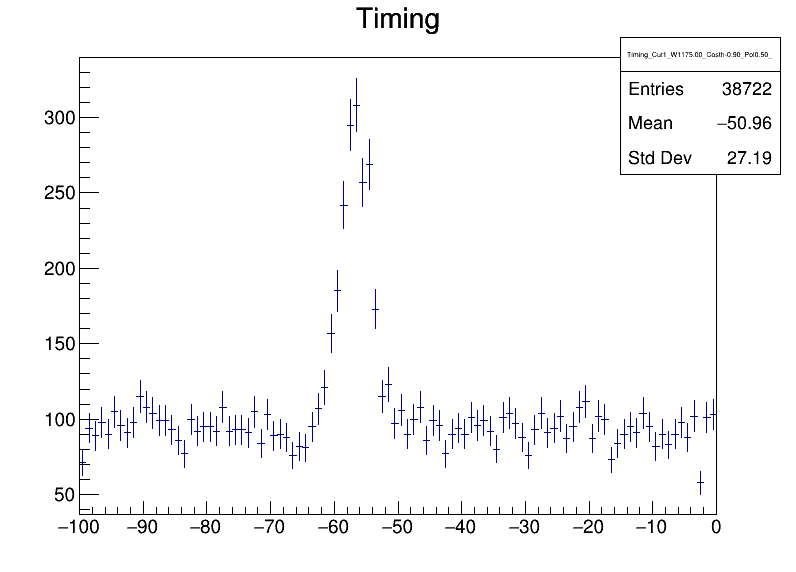 Timing
Timing_Cut1_W1175.00_Costh-0.90_Pol0.50_
Entries 38722
Mean −50.96
Std Dev 27.19
300
250
200
150
100
50
−100 −90 −80 −70 −60 −50 −40 −30 −20 −10 0